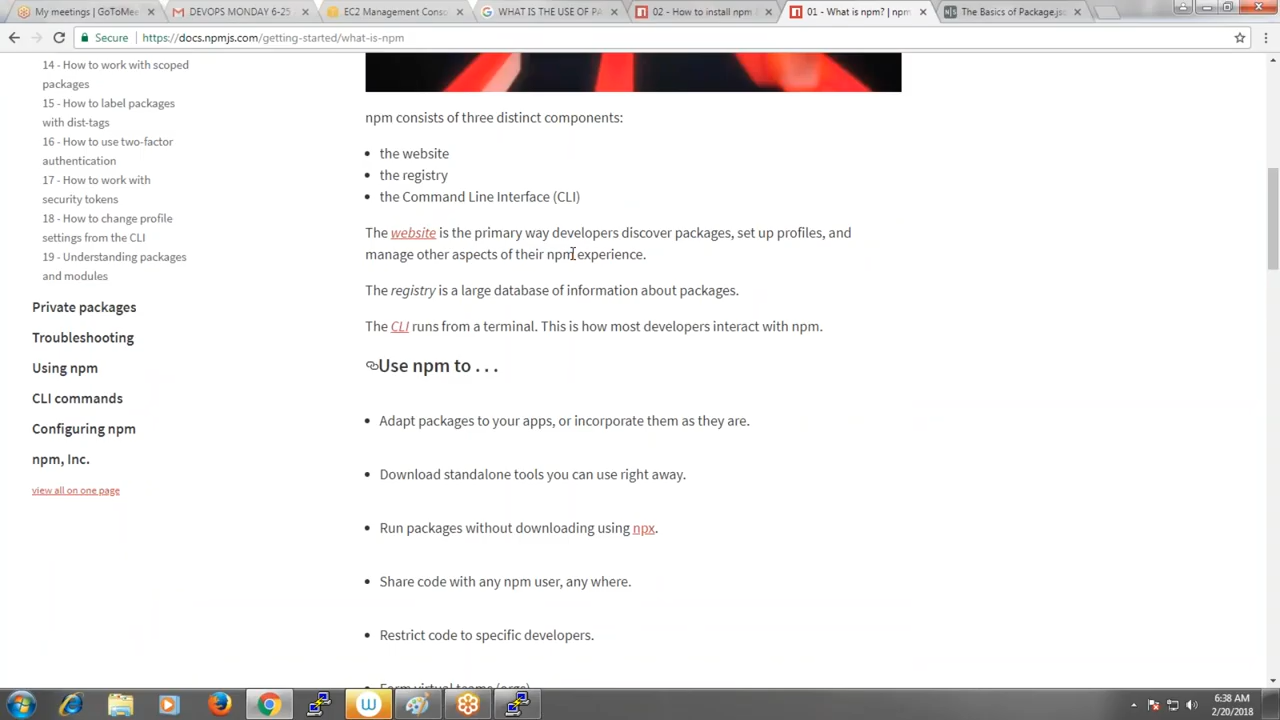 My meetings | GoToMee
DEVOPS MONDAY 6-25
EC2 Management Conso
WHAT IS THE USE OF PA
02 - How to install npm
01 - What is npm? | npm
The Basics of Package.jso
Secure
https://docs.npmjs.com/getting-started/what-is-npm
14 - How to work with scoped
packages
15 - How to label packages
with dist-tags
16 - How to use two-factor
authentication
17 - How to work with
security tokens
18 - How to change profile
settings from the CLI
19 - Understanding packages
and modules
Private packages
Troubleshooting
Using npm
CLI commands
Configuring npm
npm, Inc.
view all on one page
npm consists of three distinct components:
• the website
• the registry
• the Command Line Interface (CLI)
The website is the primary way developers discover packages, set up profiles, and
manage other aspects of their npm experience.
The registry is a large database of information about packages.
The CLI runs from a terminal. This is how most developers interact with npm.
Use npm to . . .
• Adapt packages to your apps, or incorporate them as they are.
• Download standalone tools you can use right away.
• Run packages without downloading using npx.
• Share code with any npm user, any where.
• Restrict code to specific developers.
• Form virtual teams (orgs)
6:38 AM
2/20/2018